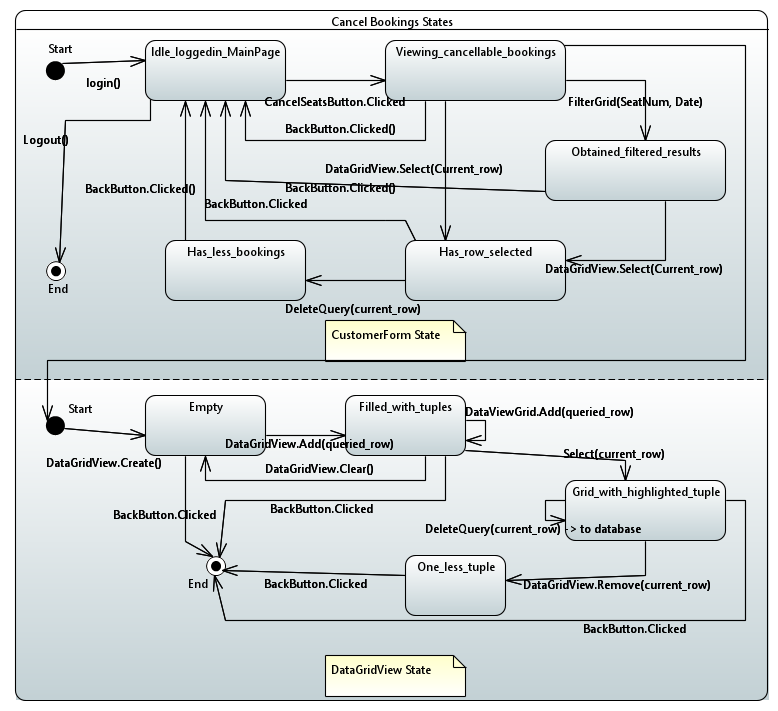 Cancel Bookings States
Start
Idle_loggedin_MainPage
Viewing_cancellable_bookings
login()
CancelSeatsButton.Clicked
FilterGrid(SeatNum, Date)
BackButton.Clicked()
Logout()
Obtained_filtered_results
DataGridView.Select(Current_row)
BackButton.Clicked()
BackButton.Clicked()
BackButton.Clicked
Has_less_bookings
Has_row_selected
DataGridView.Select(Current_row)
End
DeleteQuery(current_row)
CustomerForm State
Start
Empty
Filled_with_tuples
DataViewGrid.Add(queried_row)
DataGridView.Add(queried_row)
Select(current_row)
DataGridView.Create()
DataGridView.Clear()
Grid_with_highlighted_tuple
BackButton.Clicked
BackButton.Clicked
DeleteQuery(current_row) -> to database
One_less_tuple
End
BackButton.Clicked
DataGridView.Remove(current_row)
BackButton.Clicked
DataGridView State